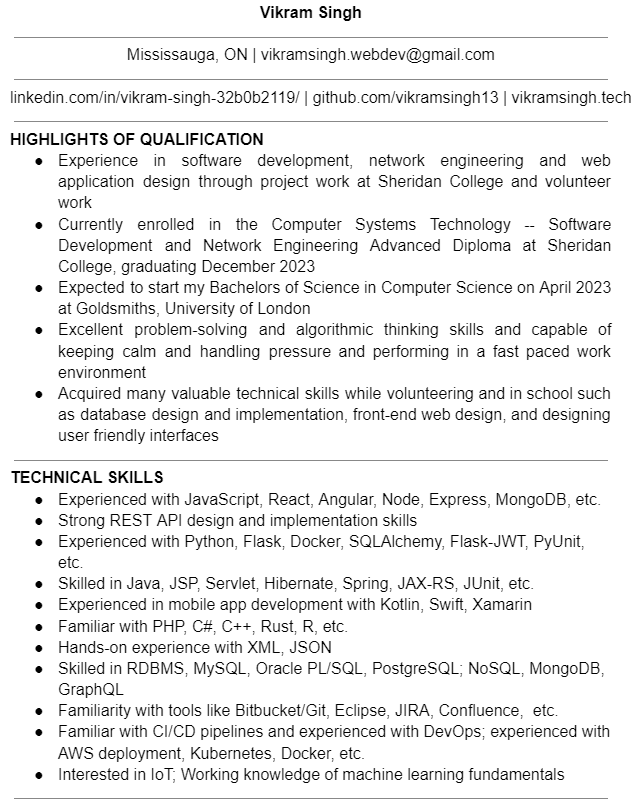 Vikram Singh
Mississauga, ON | vikramsingh.webdev@gmail.com
linkedin.com/in/vikram-singh-32b0b2119/ | github.com/vikramsingh13 | vikramsingh.tech
HIGHLIGHTS OF QUALIFICATION
● Experience in software development, network engineering and web
application design through project work at Sheridan College and volunteer
work
● Currently enrolled in the Computer Systems Technology -- Software
Development and Network Engineering Advanced Diploma at Sheridan
College, graduating December 2023
● Expected to start my Bachelors of Science in Computer Science on April 2023
at Goldsmiths, University of London
● Excellent problem-solving and algorithmic thinking skills and capable of
keeping calm and handling pressure and performing in a fast paced work
environment
● Acquired many valuable technical skills while volunteering and in school such
as database design and implementation, front-end web design, and designing
user friendly interfaces
TECHNICAL SKILLS
● Experienced with JavaScript, React, Angular, Node, Express, MongoDB, etc.
● Strong REST API design and implementation skills
● Experienced with Python, Flask, Docker, SQLAlchemy, Flask-JWT, PyUnit,
etc.
● Skilled in Java, JSP, Servlet, Hibernate, Spring, JAX-RS, JUnit, etc.
● Experienced in mobile app development with Kotlin, Swift, Xamarin
● Familiar with PHP, C#, C++, Rust, R, etc.
● Hands-on experience with XML, JSON
● Skilled in RDBMS, MySQL, Oracle PL/SQL, PostgreSQL; NoSQL, MongoDB,
GraphQL
● Familiarity with tools like Bitbucket/Git, Eclipse, JIRA, Confluence, etc.
● Familiar with CI/CD pipelines and experienced with DevOps; experienced with
AWS deployment, Kubernetes, Docker, etc.
● Interested in IoT; Working knowledge of machine learning fundamentals